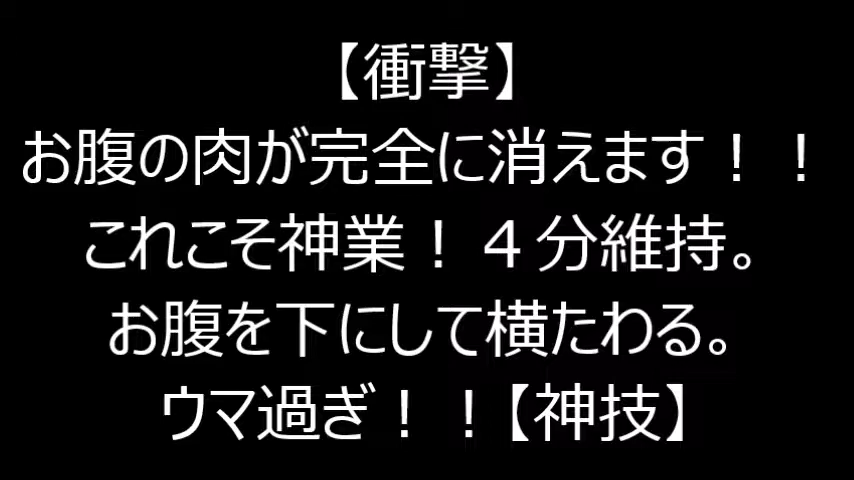 【衝撃】
お腹の肉が完全に消えます！！
これこそ神業！４分維持。
お腹を下にして横たわる。
ウマ過ぎ！！【神技】